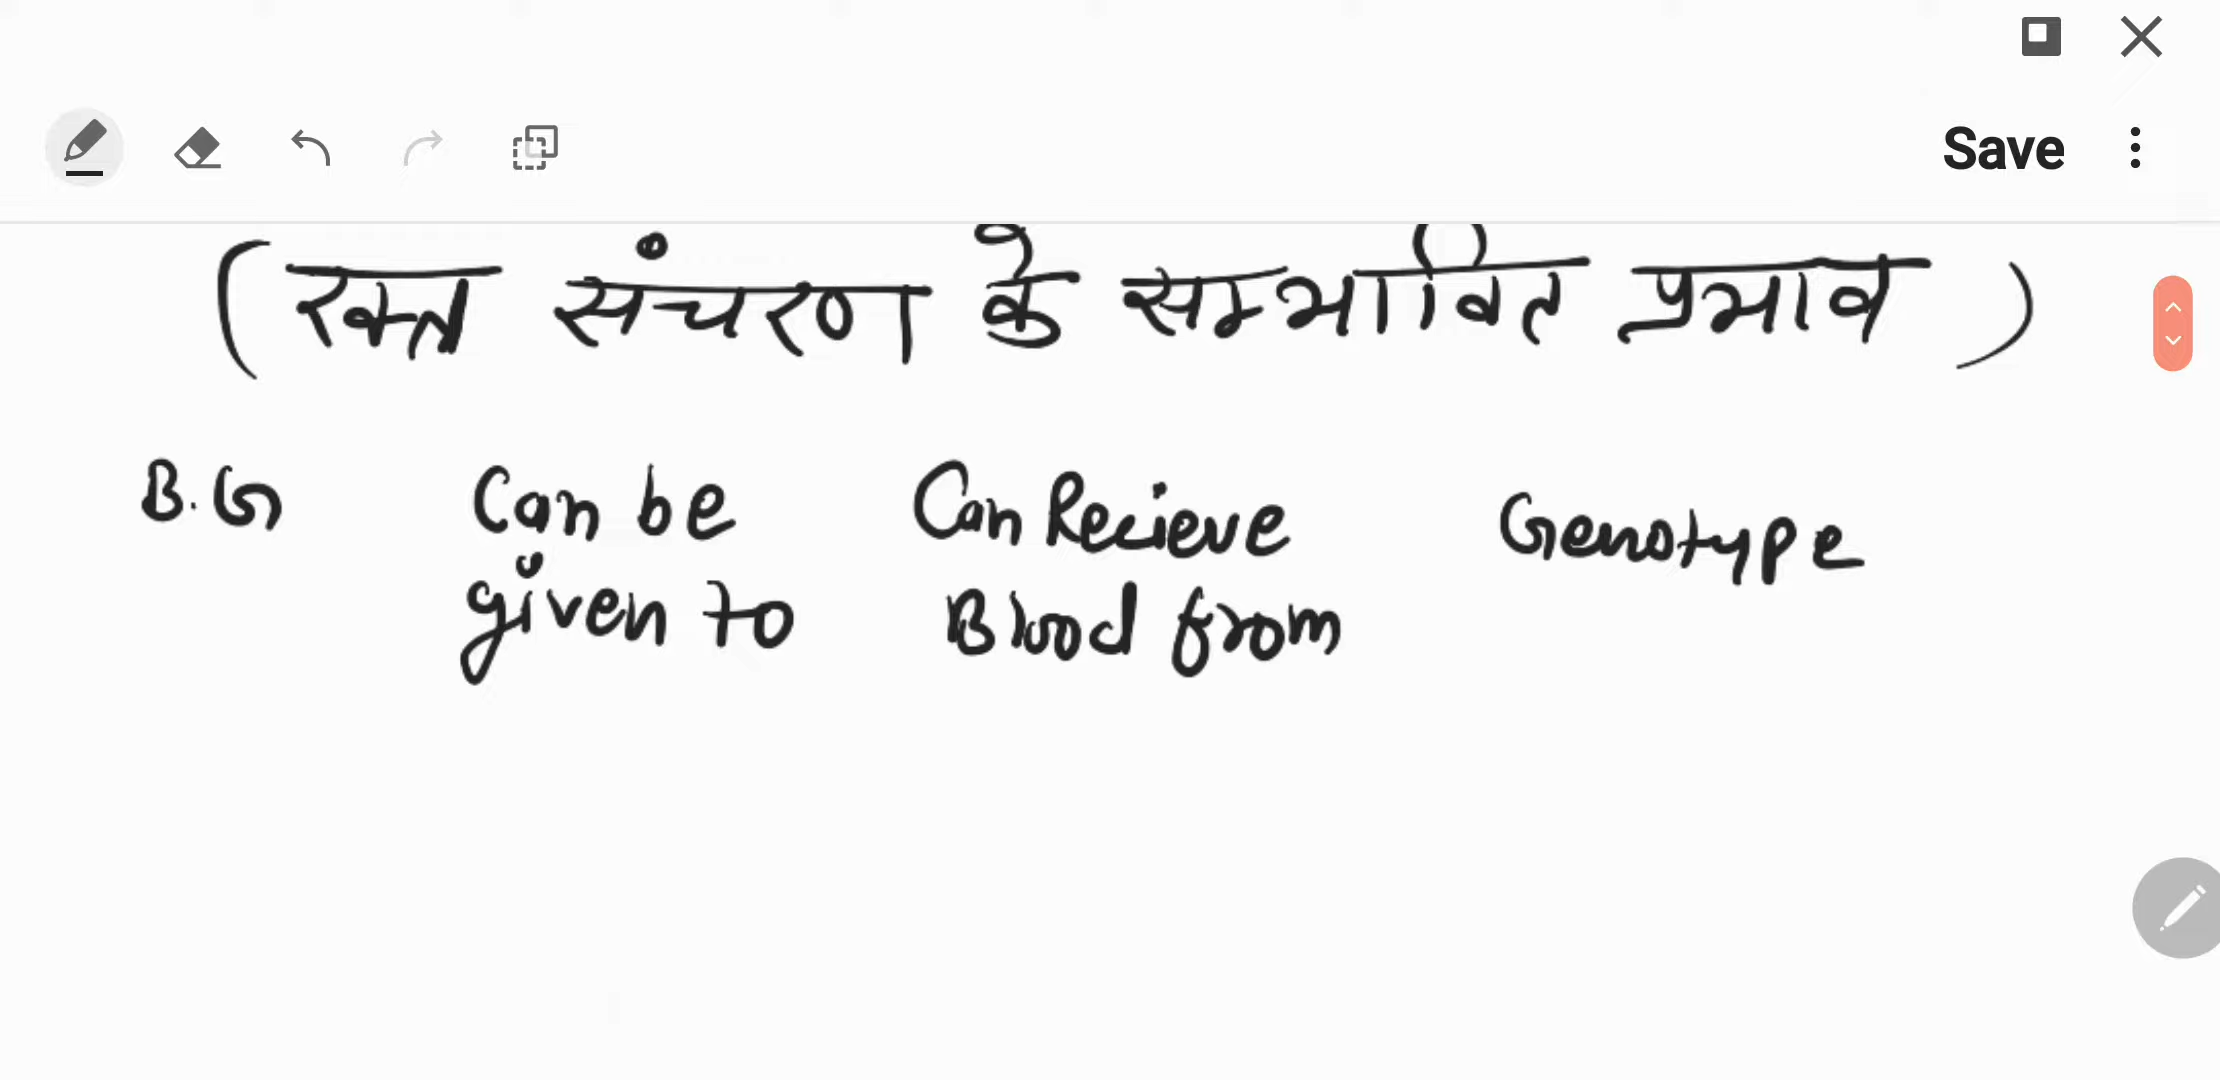 Save
(रक्त संचरण के सम्भावित प्रभाव)
B.G Can be Can Recieve Genotype
given to Blood from